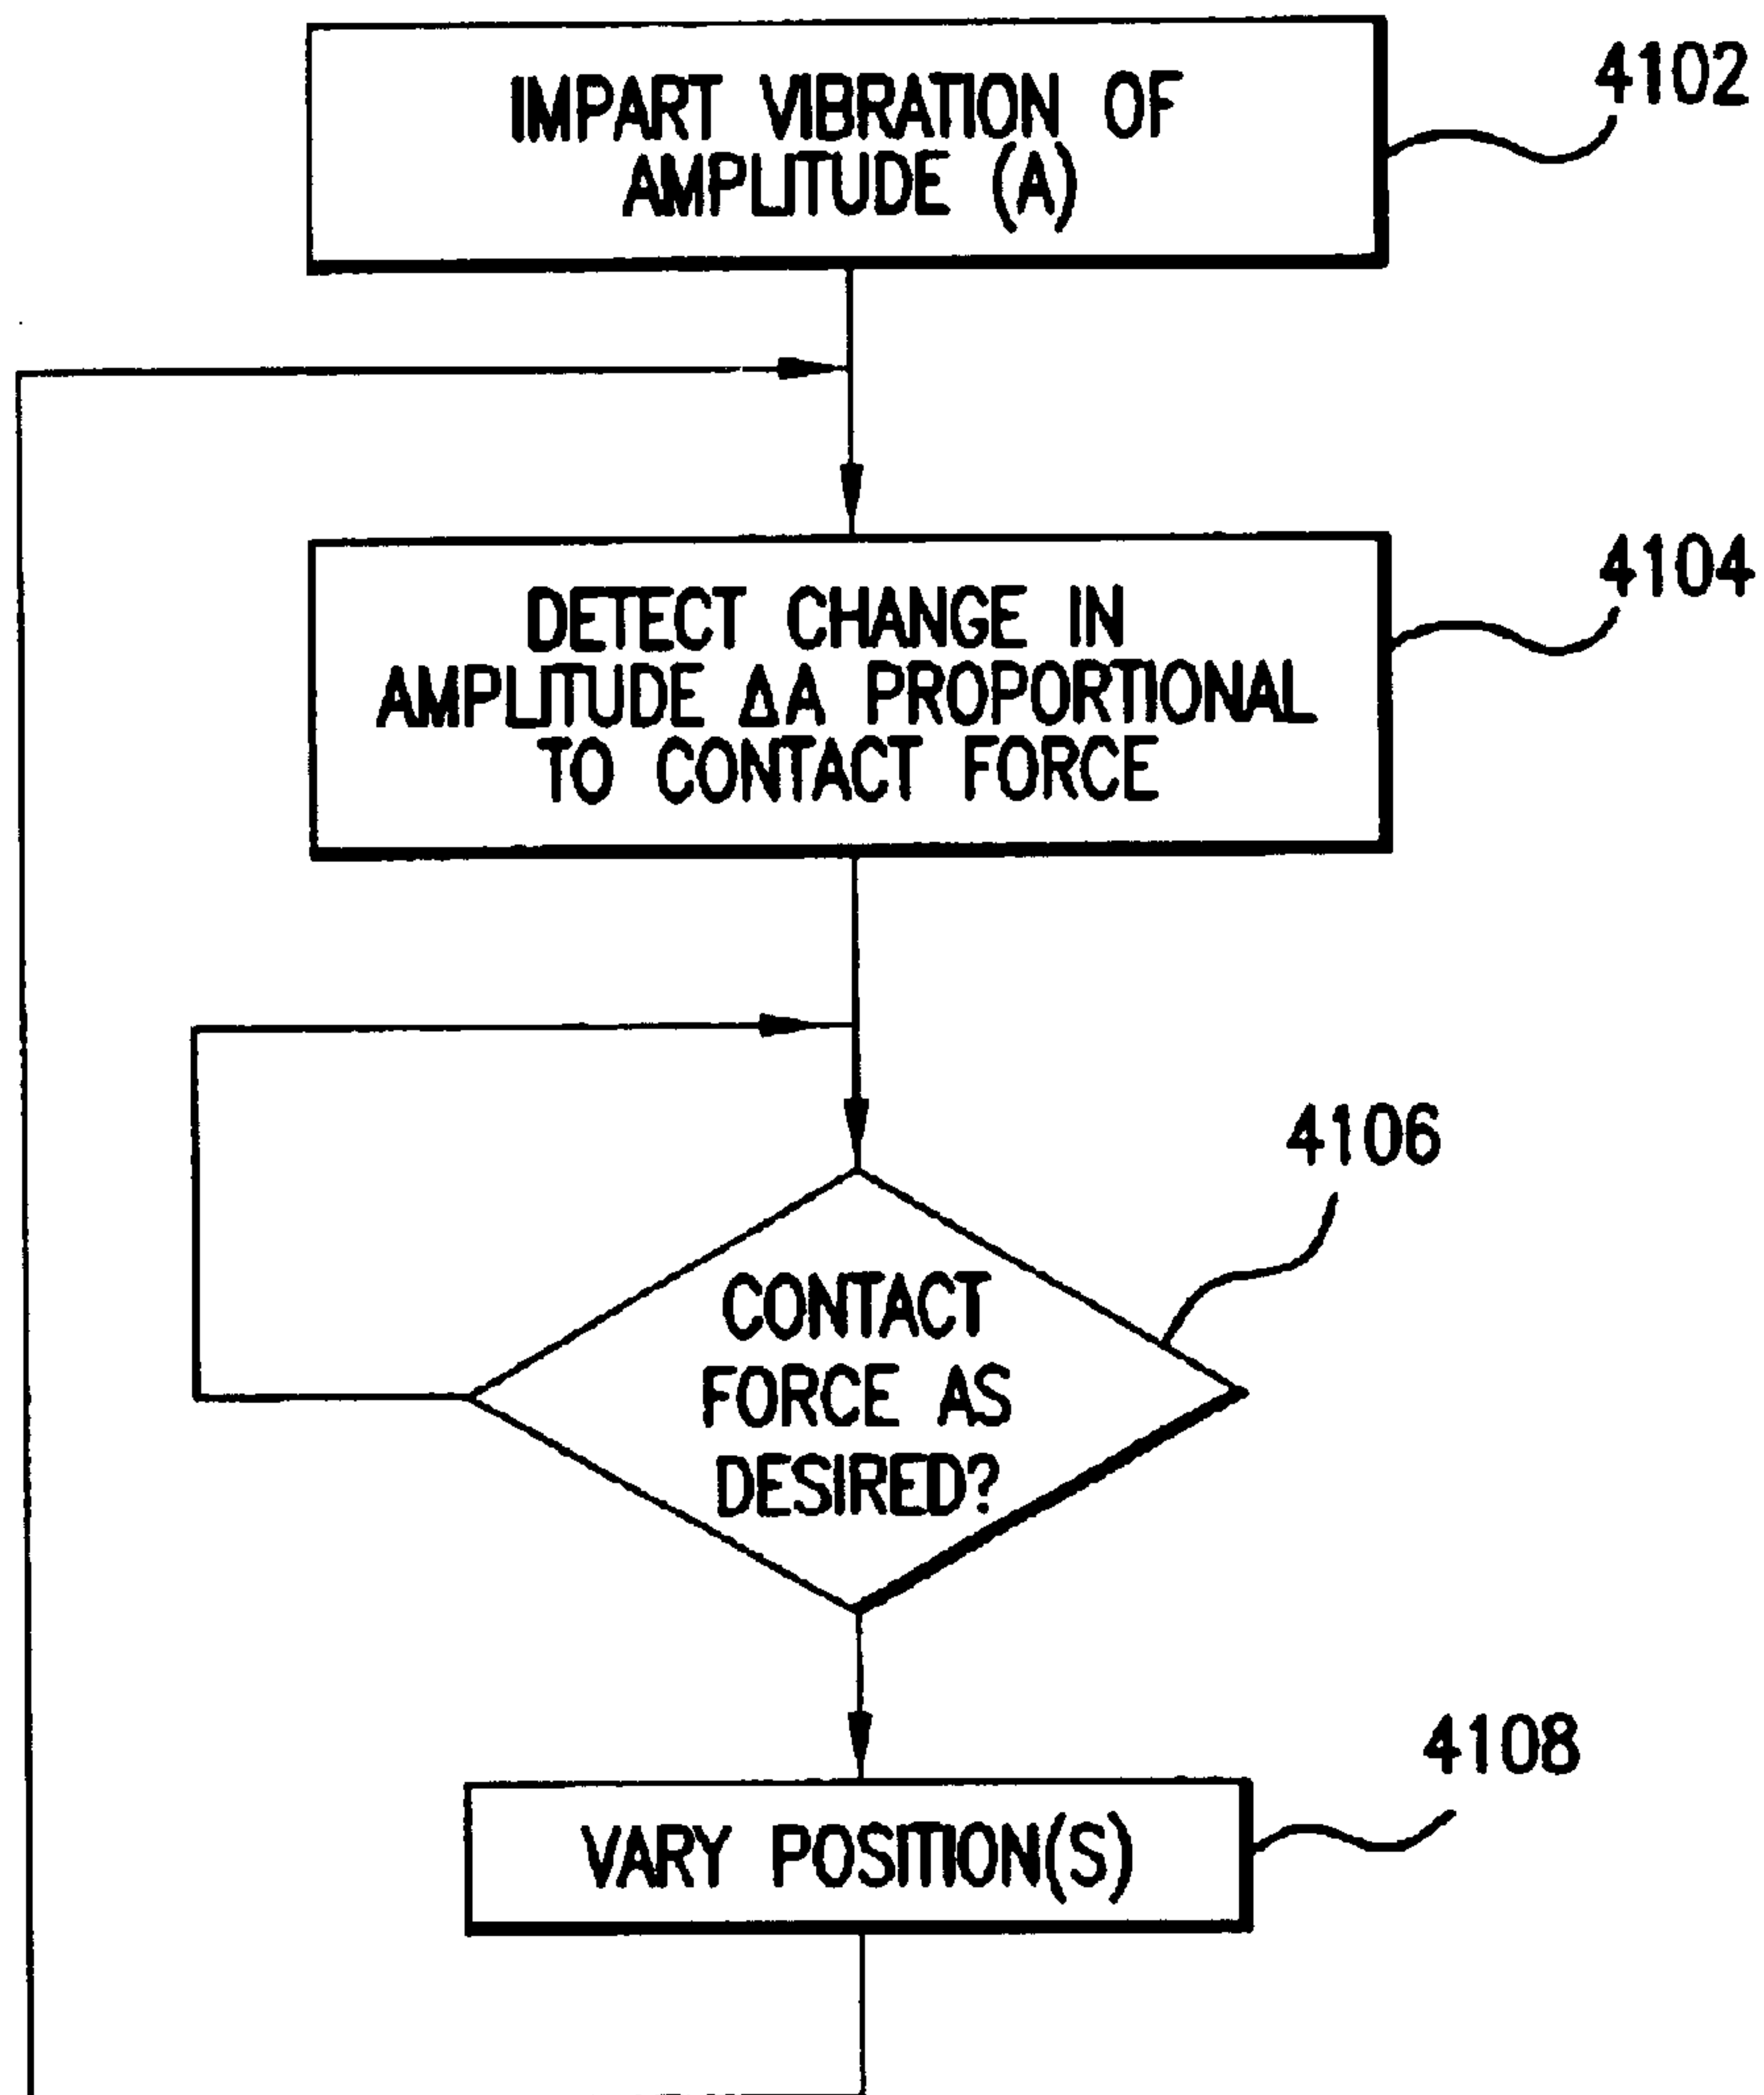 IMPART VIBRATION OF
AMPLITUDE (A)
4102
DETECT CHANGE IN
AMPLITUDE ΔA PROPORTIONAL
TO CONTACT FORCE
4104
4106
CONTACT
FORCE AS
DESIRED?
4108
VARY POSITION(S)